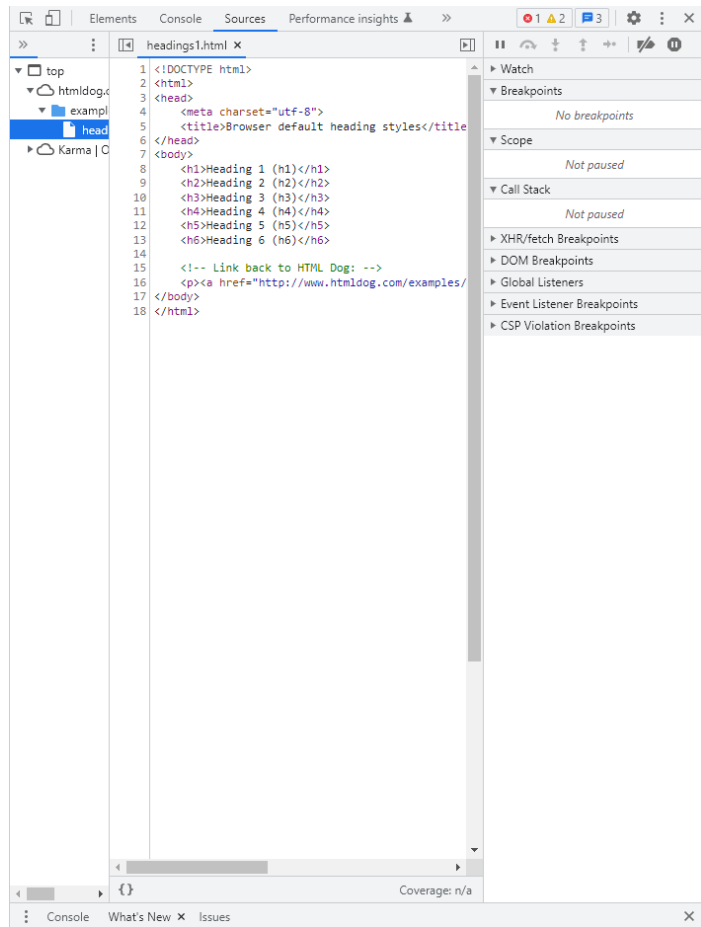 Elements Console Sources Performance insights » 1 2 3
» headings1.html ×
top
htmldog.c
exampl
head
Karma | O
1 <!DOCTYPE html>
2 <html>
3 <head>
4 <meta charset="utf-8">
5 <title>Browser default heading styles</title
6 </head>
7 <body>
8 <h1>Heading 1 (h1)</h1>
9 <h2>Heading 2 (h2)</h2>
10 <h3>Heading 3 (h3)</h3>
11 <h4>Heading 4 (h4)</h4>
12 <h5>Heading 5 (h5)</h5>
13 <h6>Heading 6 (h6)</h6>
14
15 <!-- Link back to HTML Dog: -->
16 <p><a href="http://www.htmldog.com/examples/
17 </body>
18 </html>
{} Coverage: n/a
Watch
Breakpoints
No breakpoints
Scope
Not paused
Call Stack
Not paused
XHR/fetch Breakpoints
DOM Breakpoints
Global Listeners
Event Listener Breakpoints
CSP Violation Breakpoints
Console What's New × Issues